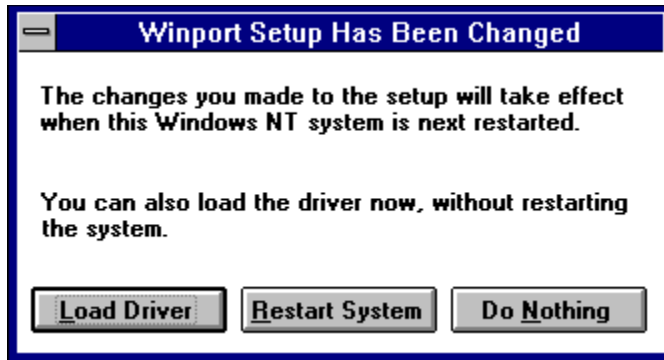 Winport Setup Has Been Changed
The changes you made to the setup will take effect
when this Windows NT system is next restarted.
You can also load the driver now, without restarting
the system.
Load Driver Restart System Do Nothing